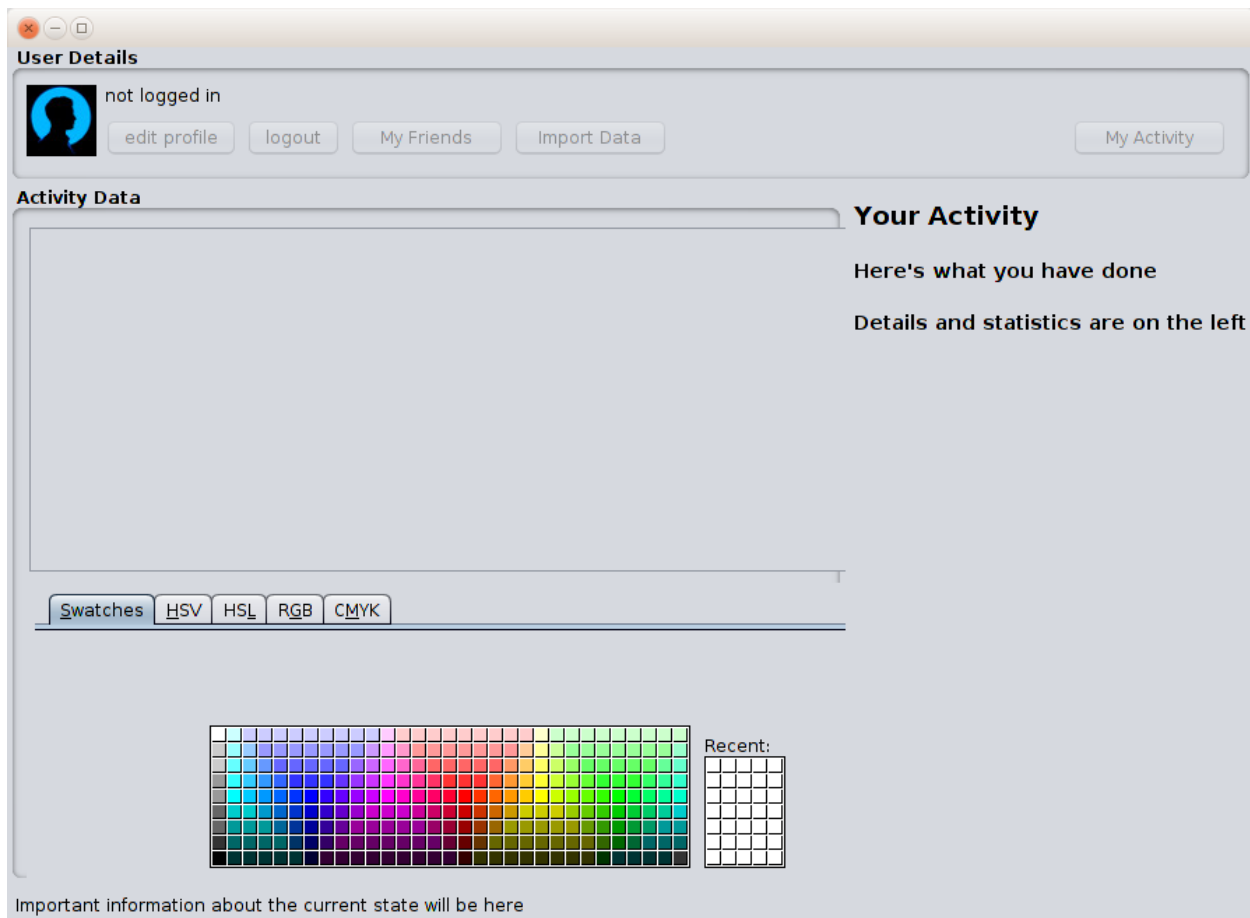 User Details
not logged in
edit profile logout My Friends Import Data My Activity
Activity Data
Your Activity
Here's what you have done
Details and statistics are on the left
Swatches HSV HSL RGB CMYK
Recent:
Important information about the current state will be here